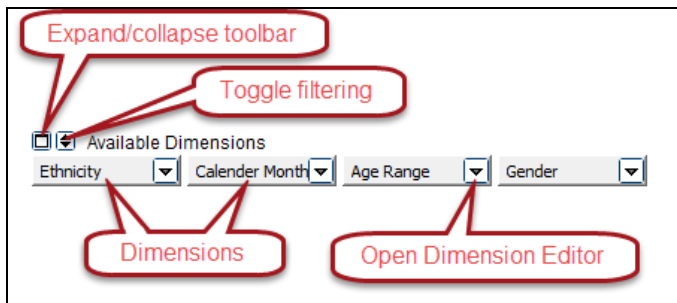 Expand/collapse toolbar
Toggle filtering
Available Dimensions
Ethnicity Calender Month Age Range Gender
Dimensions Open Dimension Editor